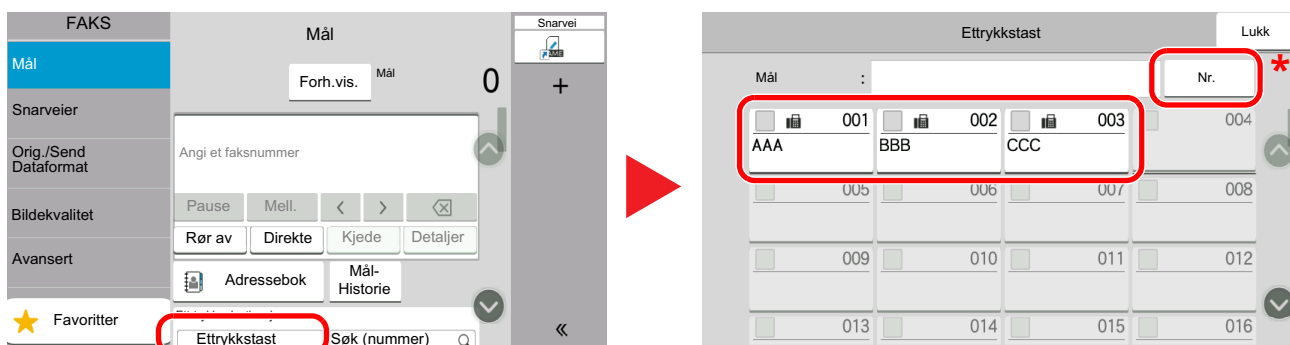 FAKS
Mål
Snarveier
Orig./Send
Dataformat
Bildekvalitet
Avansert
Favoritter
Mål
Forh.vis.
Mål
0
Angi et faksnummer
Pause
Mell.
Rør av
Direkte
Kjede
Detaljer
Adressebok
Mål-
Historie
Ettrykkstast
Søk (nummer)
Snarvei
+
«
Ettrykkstast
Lukk
Mål :
Nr.
*
001
AAA
002
BBB
003
CCC
004
005
006
007
008
009
010
011
012
013
014
015
016